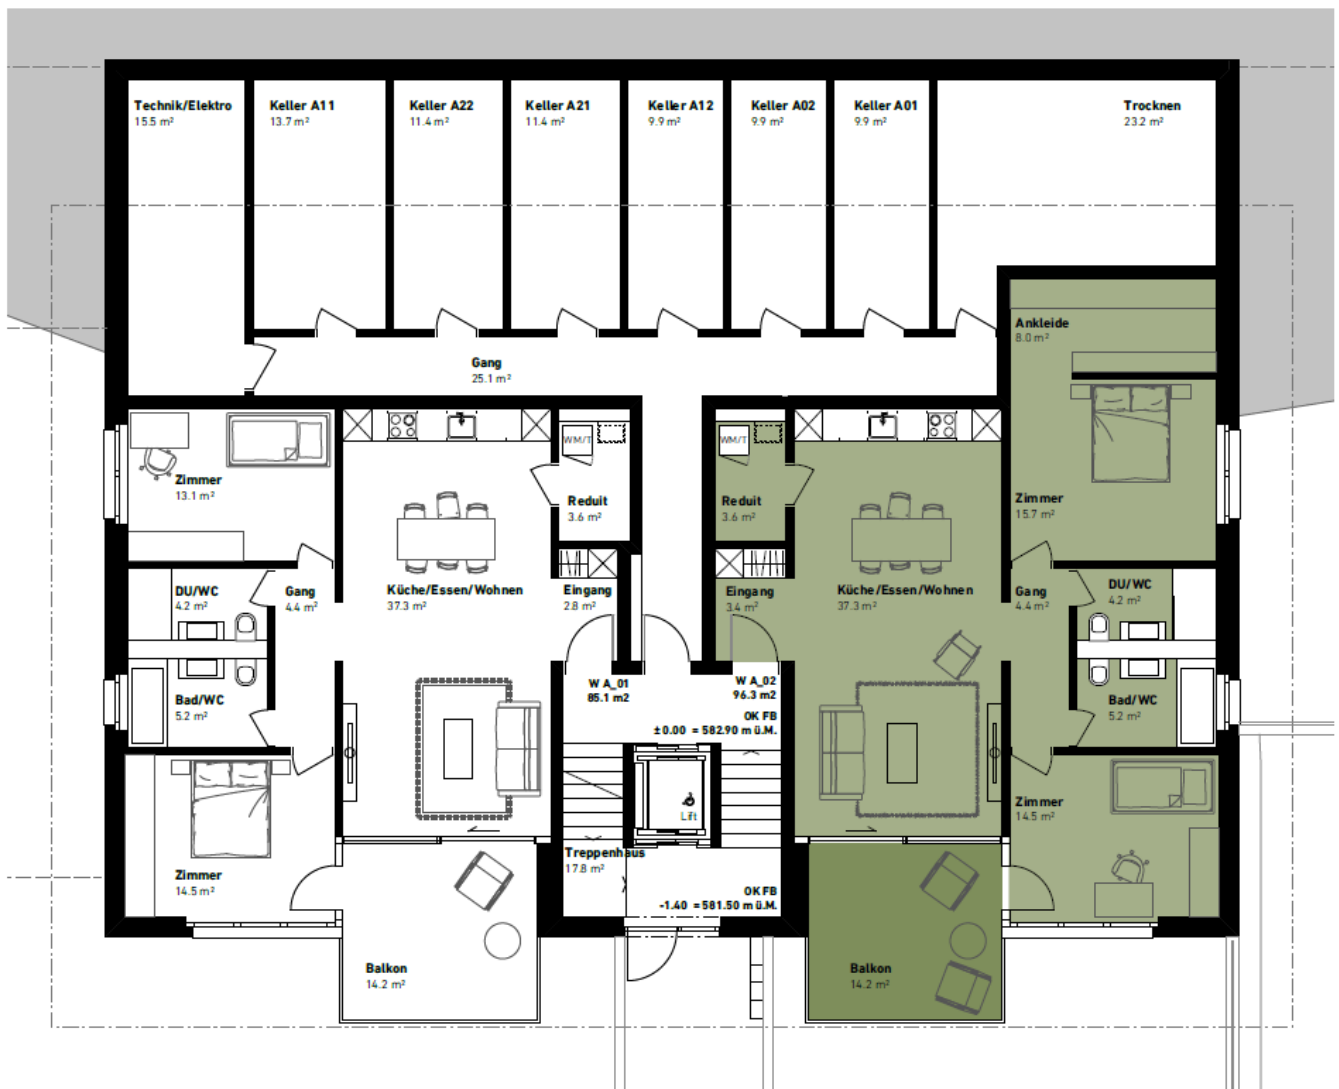 Technik/Elektro
15.5 m²
Keller A11
13.7 m²
Keller A22
11.4 m²
Keller A21
11.4 m²
Keller A12
9.9 m²
Keller A02
9.9 m²
Keller A01
9.9 m²
Trocknen
23.2 m²
Gang
25.1 m²
Ankleide
8.0 m²
Zimmer
13.1 m²
WM/T
Reduit
3.6 m²
WM/T
Reduit
3.6 m²
Zimmer
15.7 m²
DU/WC
4.2 m²
Gang
4.4 m²
Küche/Essen/Wohnen
37.3 m²
Eingang
2.8 m²
Eingang
3.4 m²
Küche/Essen/Wohnen
37.3 m²
Gang
4.4 m²
DU/WC
4.2 m²
Bad/WC
5.2 m²
W A_01
85.1 m2
W A_02
96.3 m2
OK FB
±0.00 = 582.90 m ü.M.
Bad/WC
5.2 m²
Lift
Zimmer
14.5 m²
Treppenhaus
17.8 m²
OK FB
-1.40 = 581.50 m ü.M.
Zimmer
14.5 m²
Balkon
14.2 m²
Balkon
14.2 m²